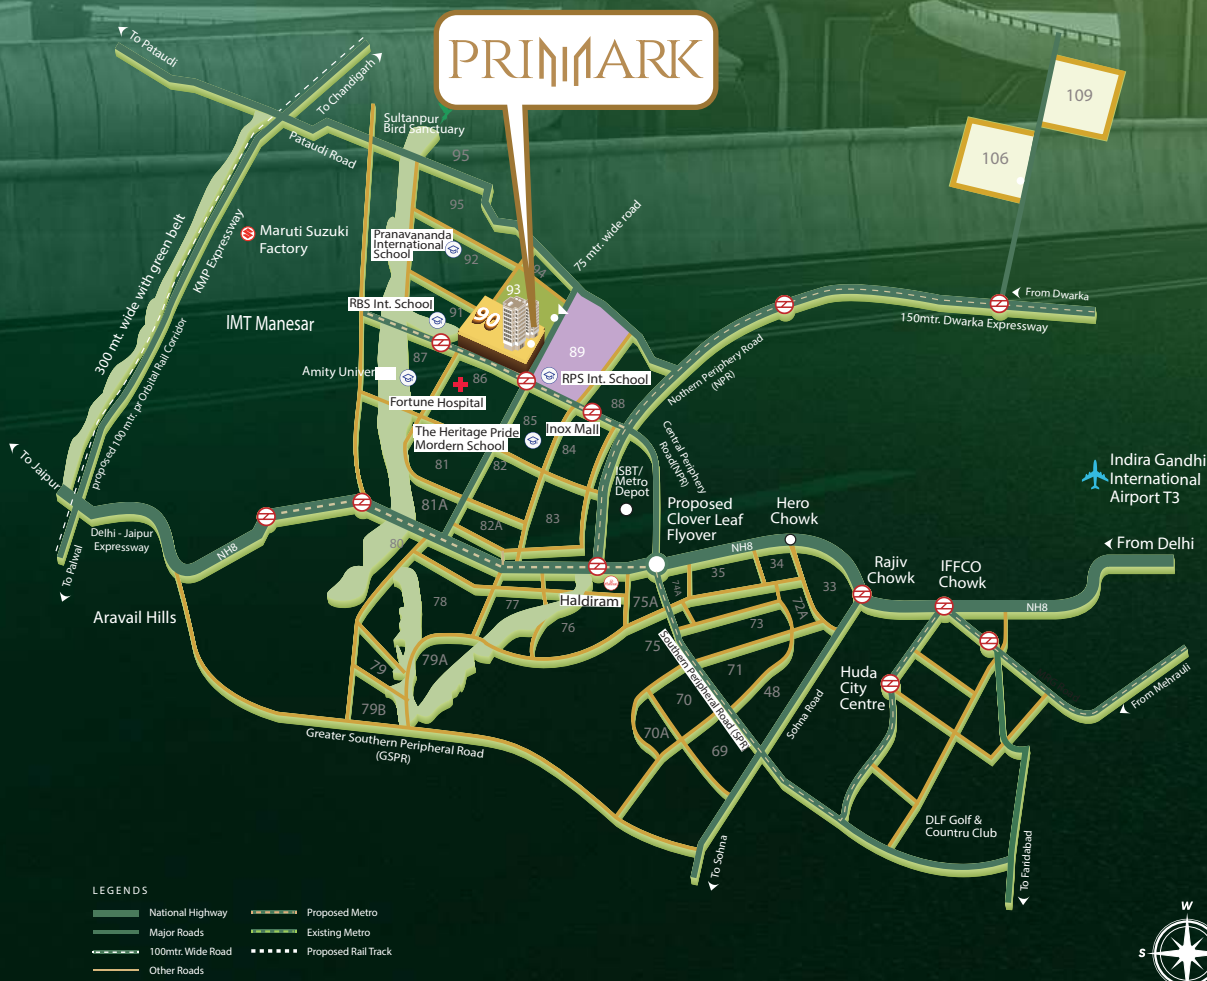 PRIMARK
To Pataudi
To Chandigarh
Pataudi Road
Sultanpur
Bird Sanctuary
95
109
106
300 mt. wide with green belt
KMP Expressway
proposed 100 mtr. pr Orbital Rail Corridor
Maruti Suzuki
Factory
95
Pranavananda
International
School
92
94
75 mtr. wide road
93
RBS Int. School
91
90
IMT Manesar
89
87
86
Amity Univer
RPS Int. School
Fortune Hospital
88
85
Inox Mall
The Heritage Pride
Mordern School
84
81
82
From Dwarka
150mtr. Dwarka Expressway
Nothern Periphery Road
(NPR)
Central Periphery
Road(NPR)
ISBT/
Metro
Depot
Indira Gandhi
International
Airport T3
To Jaipur
To Palwal
Delhi - Jaipur
Expressway
NH8
81A
82A
83
80
Proposed
Clover Leaf
Flyover
Hero
Chowk
NH8
Rajiv
Chowk
IFFCO
Chowk
From Delhi
NH8
35
34
33
74A
72A
Aravail Hills
78
77
Haldiram
75A
76
73
75
79
79A
71
48
70
79B
70A
69
Southern Peripheral Road (SPR)
Sohna Road
Huda
City
Centre
From Mehrauli
Greater Southern Peripheral Road
(GSPR)
DLF Golf &
Countru Club
To Sohna
To Faridabad
LEGENDS
National Highway
Major Roads
100mtr. Wide Road
Other Roads
Proposed Metro
Existing Metro
Proposed Rail Track
W
S